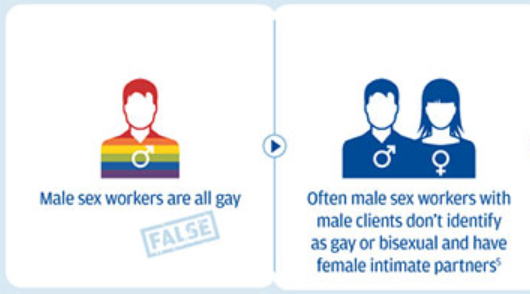 Male sex workers are all gay
FALSE
Often male sex workers with
male clients don't identify
as gay or bisexual and have
female intimate partners⁵